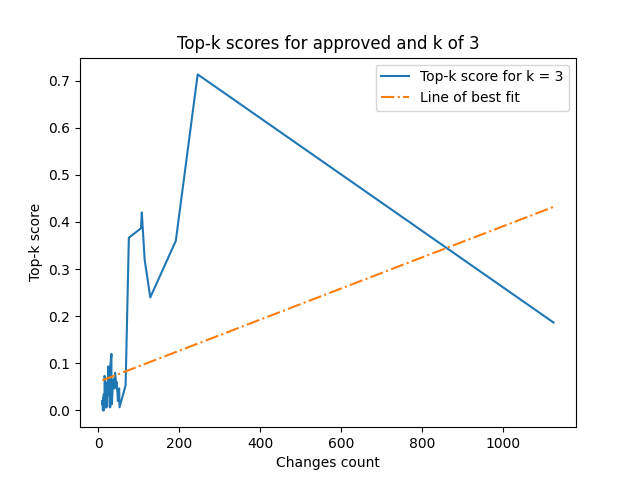 Top-k scores for approved and k of 3
Top-k score for k = 3
Line of best fit
0.7
0.6
0.5
0.4
0.3
0.2
0.1
0.0
Top-k score
0 200 400 600 800 1000
Changes count